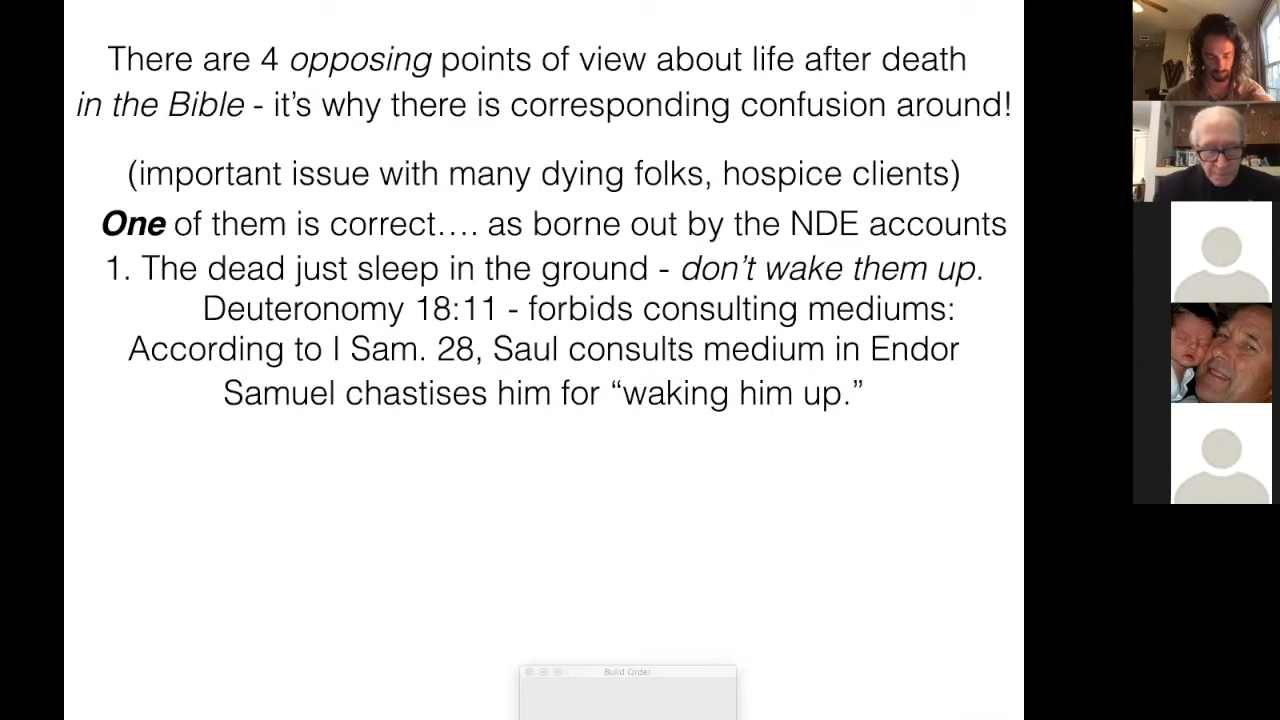 There are 4 opposing points of view about life after death
in the Bible - it’s why there is corresponding confusion around!
(important issue with many dying folks, hospice clients)
One of them is correct…. as borne out by the NDE accounts
1. The dead just sleep in the ground - don’t wake them up.
Deuteronomy 18:11 - forbids consulting mediums:
According to I Sam. 28, Saul consults medium in Endor
Samuel chastises him for “waking him up.”
Build Order